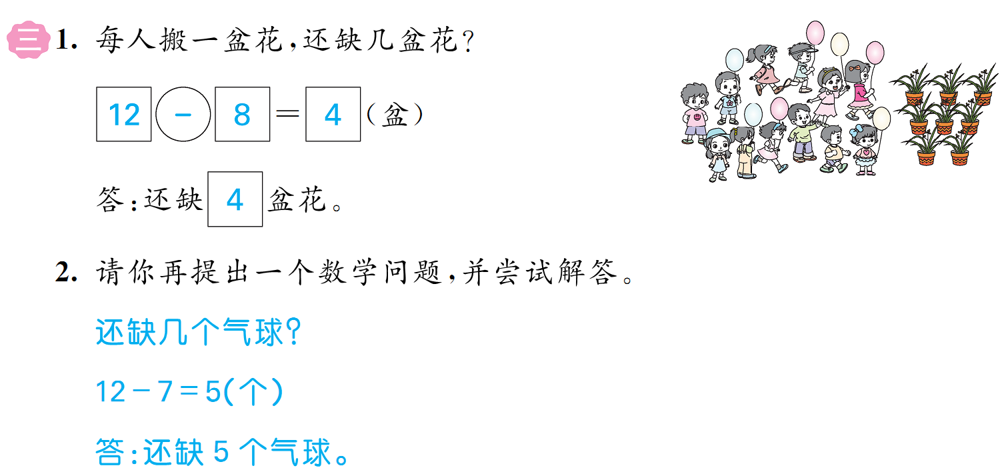 三 1. 每人搬一盆花,还缺几盆花?
12 - 8 = 4 (盆)
答:还缺 4 盆花。
2. 请你再提出一个数学问题,并尝试解答。
还缺几个气球?
12-7=5(个)
答:还缺 5 个气球。